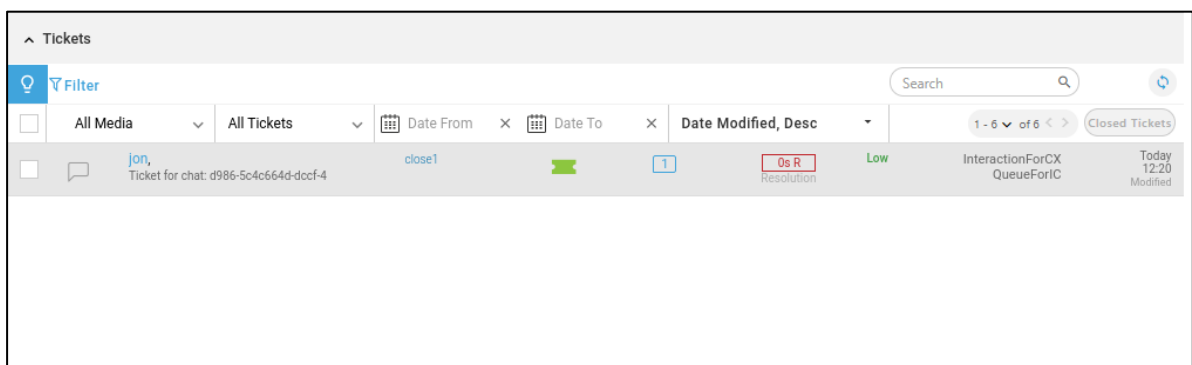 Tickets
Filter
Search
All Media
All Tickets
Date From
Date To
Date Modified, Desc
1 - 6 of 6
Closed Tickets
jon,
Ticket for chat: d986-5c4c664d-dccf-4
close1
1
0s R
Resolution
Low
InteractionForCX
QueueForIC
Today
12:20
Modified